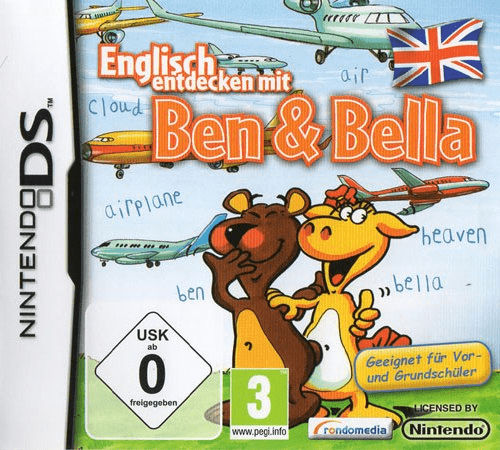 NINTENDO DS™
Englisch
entdecken mit
air
cloud
Ben & Bella
airplane
heaven
ben
bella
USK
ab
0
freigegeben
3
www.pegi.info
Geeignet für Vor-
und Grundschüler
rondomedia
LICENSED BY
Nintendo®